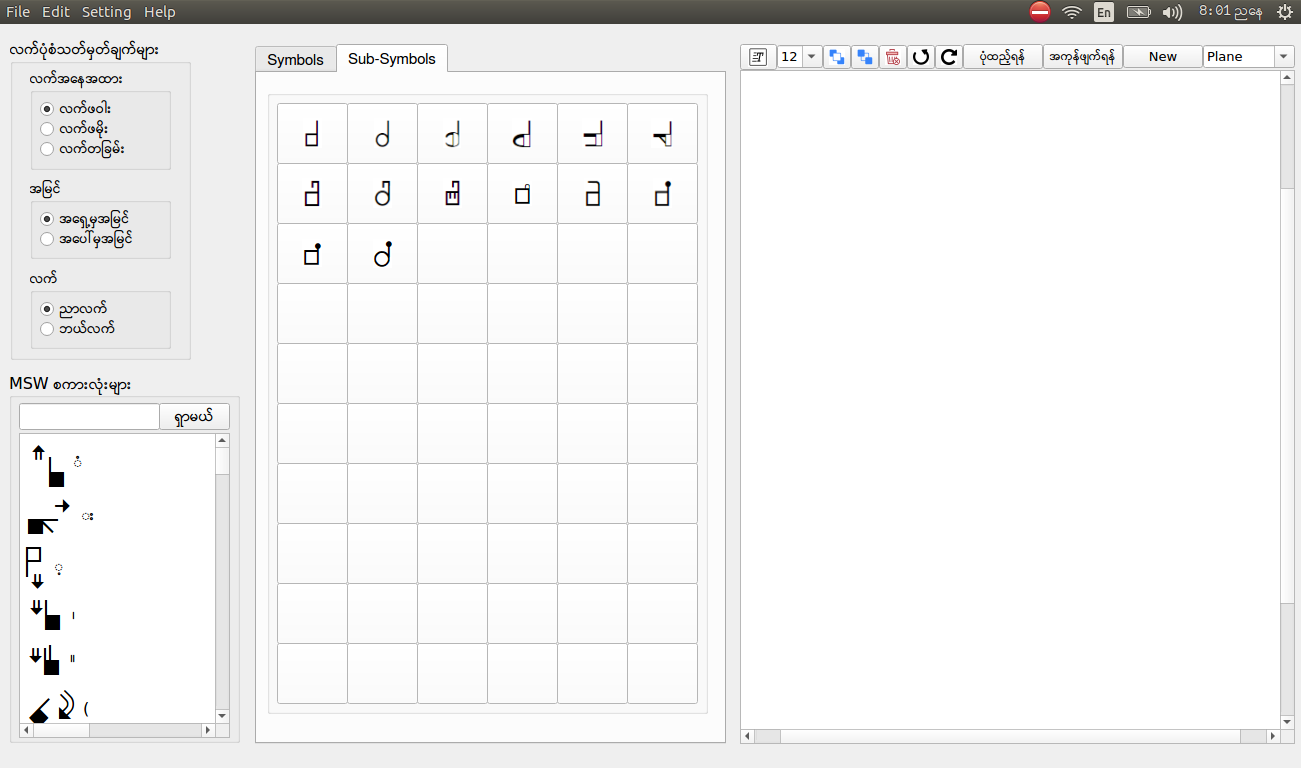 File Edit Setting Help En 8:01 ညနေ
လက်ပုံစံသတ်မှတ်ချက်များ
လက်အနေအထား
လက်ဖဝါး
လက်ဖမိုး
လက်တခြမ်း
အမြင်
အရှေ့မှအမြင်
အပေါ်မှအမြင်
လက်
ညာလက်
ဘယ်လက်
MSW စကားလုံးများ
ရှာမယ်
ံ
း
့
၊
။
(
Symbols Sub-Symbols
12 ပုံထည့်ရန် အကုန်ဖျက်ရန် New Plane